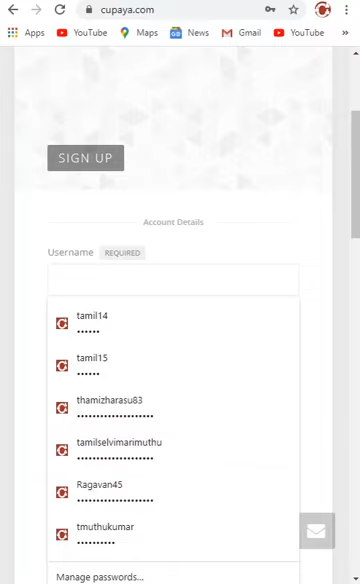 cupaya.com
Apps YouTube Maps News Gmail YouTube »
SIGN UP
Account Details
Username REQUIRED
tamil14
••••••
tamil15
••••••
thamizharasu83
••••••••••••••••••••
tamilselvimarimuthu
••••••••••••••••••••
Ragavan45
••••••••••••••••••••
tmuthukumar
••••••••••
Manage passwords...